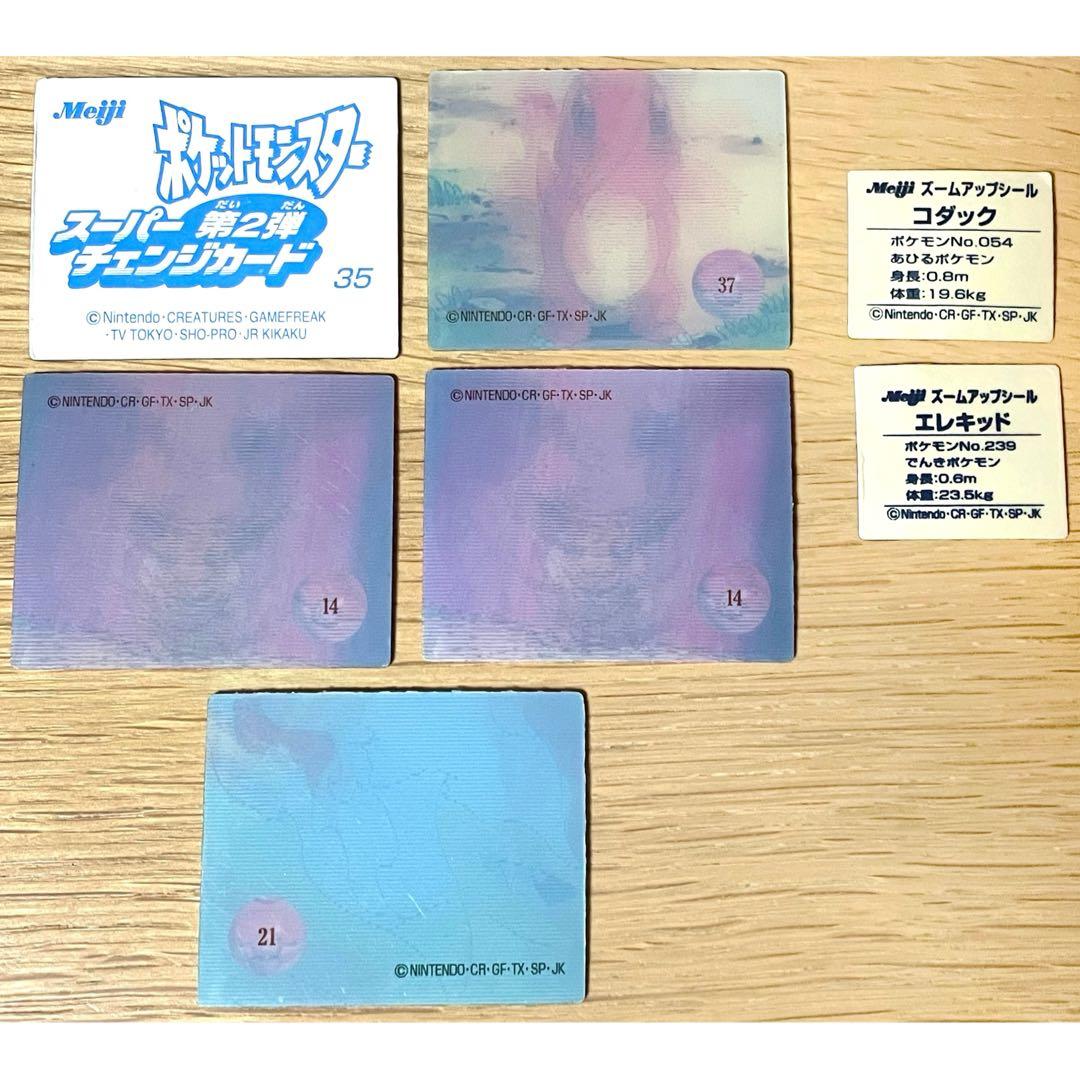 Meiji
ポケットモンスター
だい だん
スーパー 第2弾
チェンジカード
35
©Nintendo・CREATURES・GAMEFREAK
・TV TOKYO・SHO-PRO・JR KIKAKU
37
©NINTENDO・CR・GF・TX・SP・JK
Meiji ズームアップシール
コダック
ポケモンNo.054
あひるポケモン
身長:0.8m
体重:19.6kg
©Nintendo・CR・GF・TX・SP・JK
©NINTENDO・CR・GF・TX・SP・JK
14
©NINTENDO・CR・GF・TX・SP・JK
14
Meiji ズームアップシール
エレキッド
ポケモンNo.239
でんきポケモン
身長:0.6m
体重:23.5kg
©Nintendo・CR・GF・TX・SP・JK
21
©NINTENDO・CR・GF・TX・SP・JK